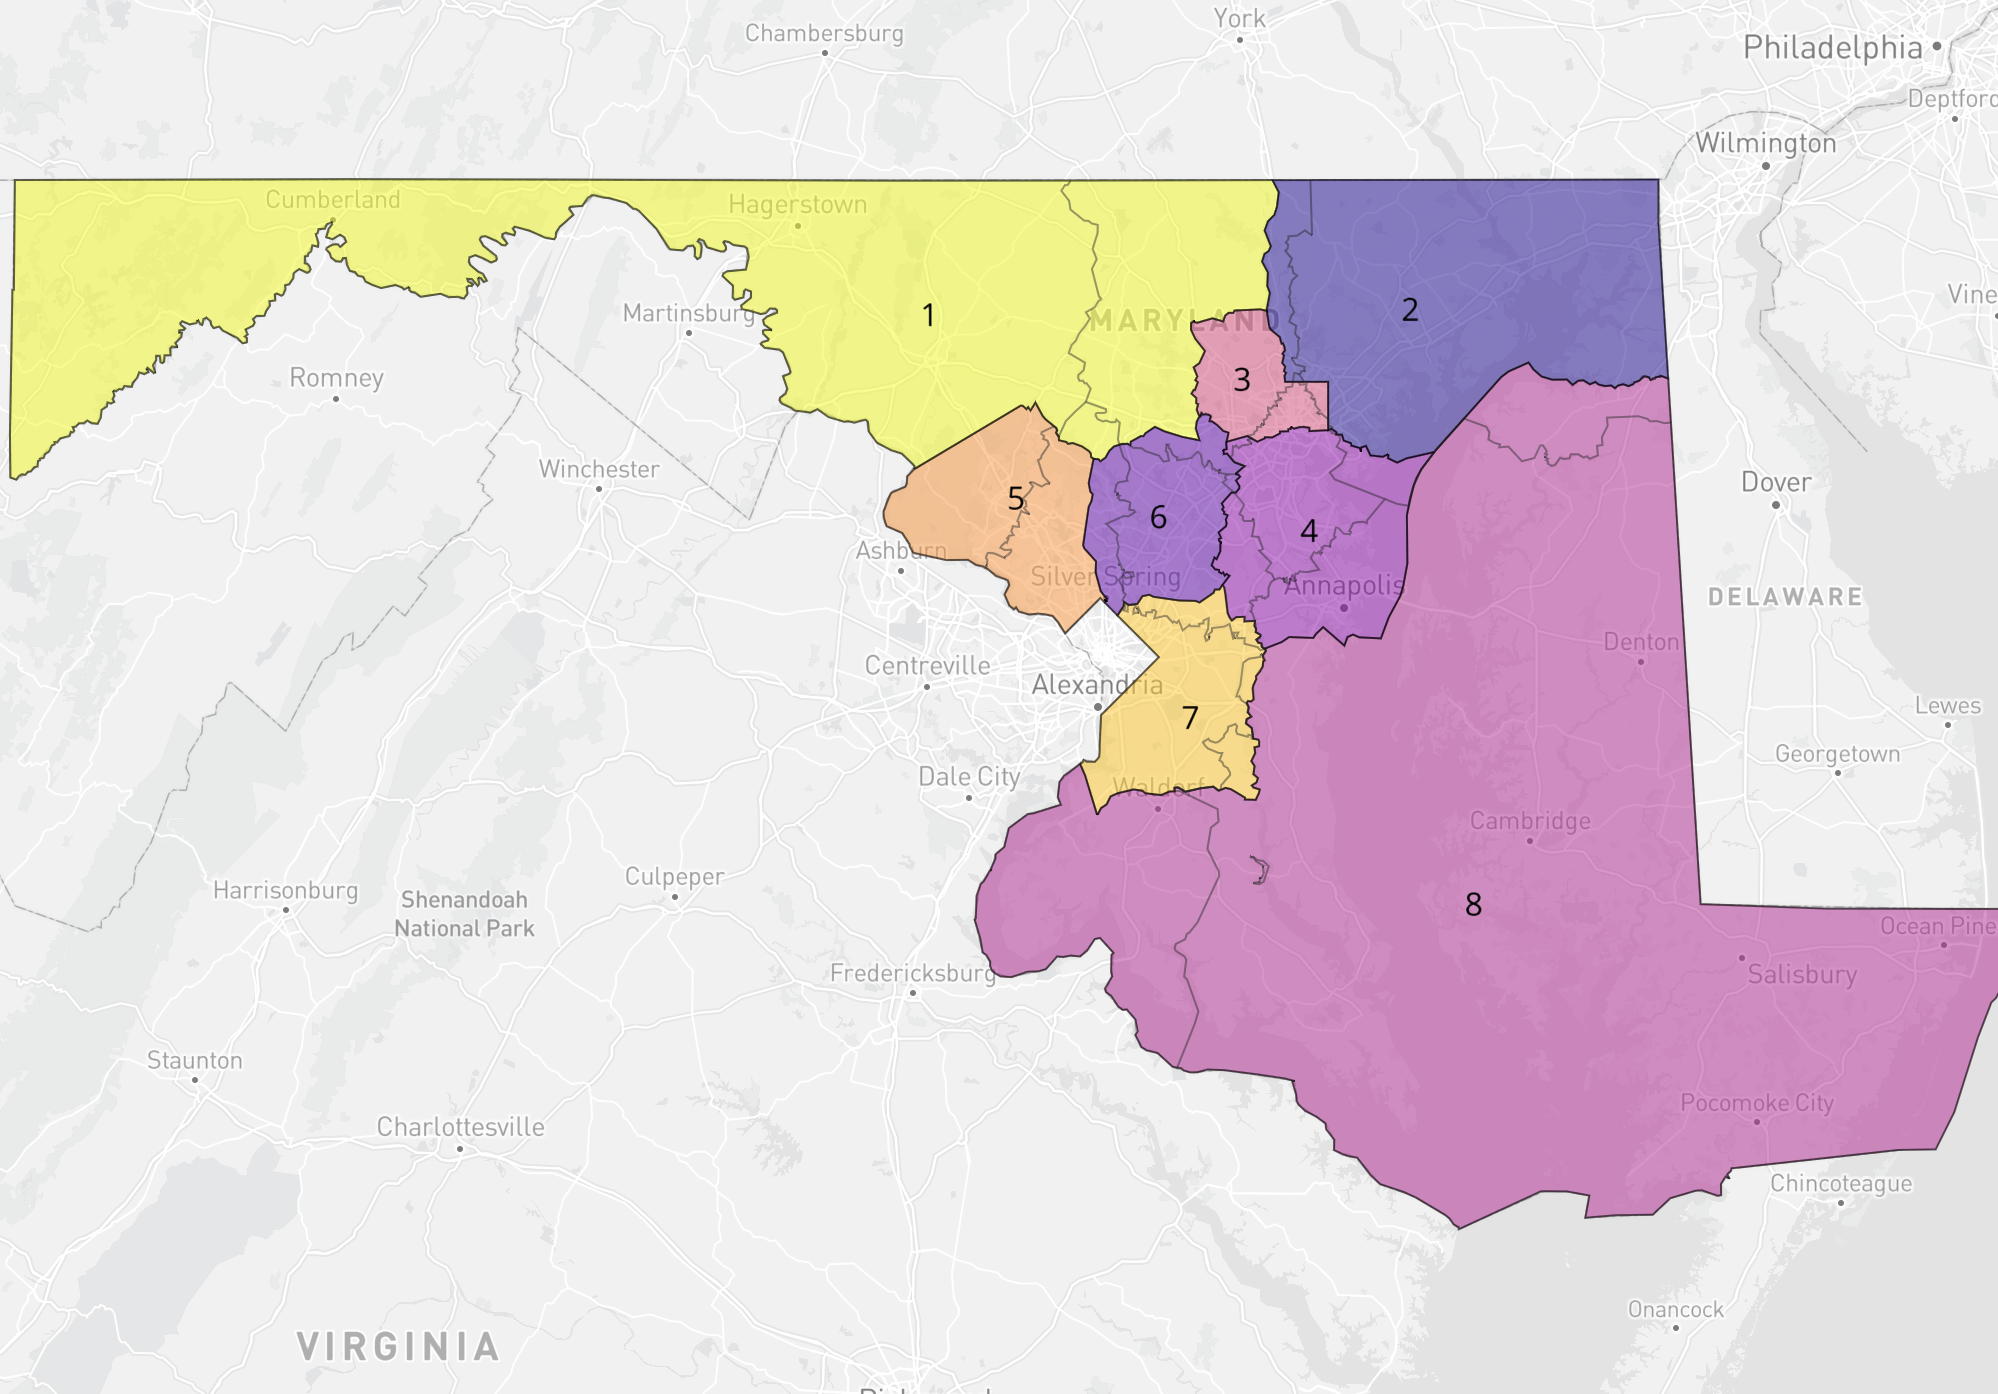 York
Chambersburg
Philadelphia
Deptford
Wilmington
Cumberland
Hagerstown
Vine
1
2
Martinsburg
MARYLAND
3
Romney
Winchester
5
Dover
6
4
Ashburn
Silver Spring
Annapolis
DELAWARE
Denton
Centreville
Alexandria
Lewes
7
Georgetown
Dale City
Waldorf
Cambridge
Culpeper
Harrisonburg
Shenandoah
National Park
8
Ocean Pine
Fredericksburg
Salisbury
Staunton
Pocomoke City
Charlottesville
Chincoteague
Onancock
VIRGINIA